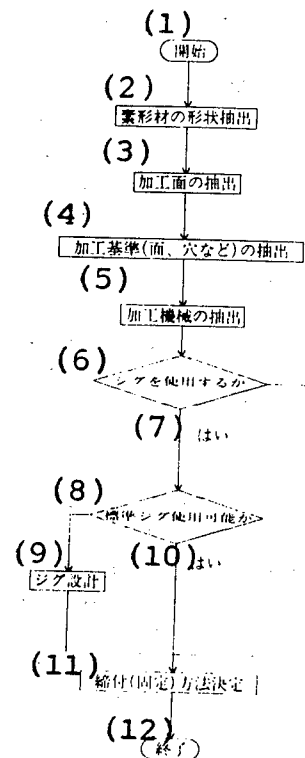 (1)
開始
(2)
素形材の形状抽出
(3)
加工面の抽出
(4)
加工基準(面、穴など)の抽出
(5)
加工機械の抽出
(6)
ジグを使用するか
(7) はい
(8)
標準ジグ使用可能か
(9)
(10) はい
ジグ設計
(11)
締付(固定)方法決定
(12)
終了